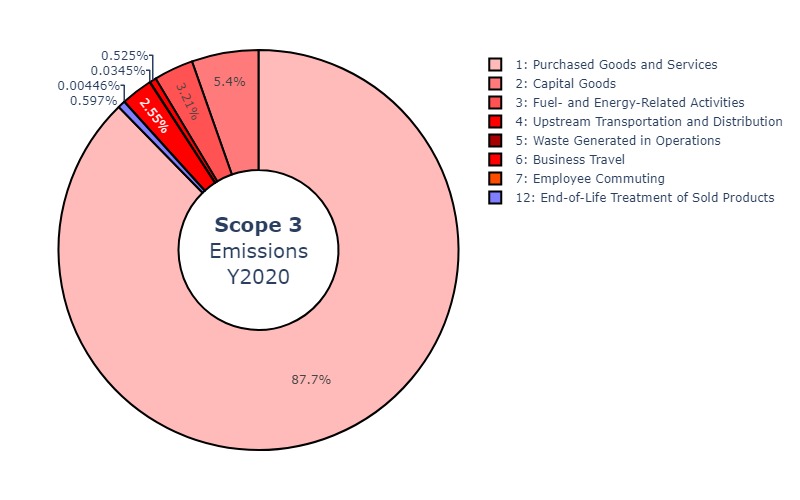 0.525%
0.0345%
0.00446%
0.597%
2.55%
3.21%
5.4%
87.7%
Scope 3
Emissions
Y2020
1: Purchased Goods and Services
2: Capital Goods
3: Fuel- and Energy-Related Activities
4: Upstream Transportation and Distribution
5: Waste Generated in Operations
6: Business Travel
7: Employee Commuting
12: End-of-Life Treatment of Sold Products